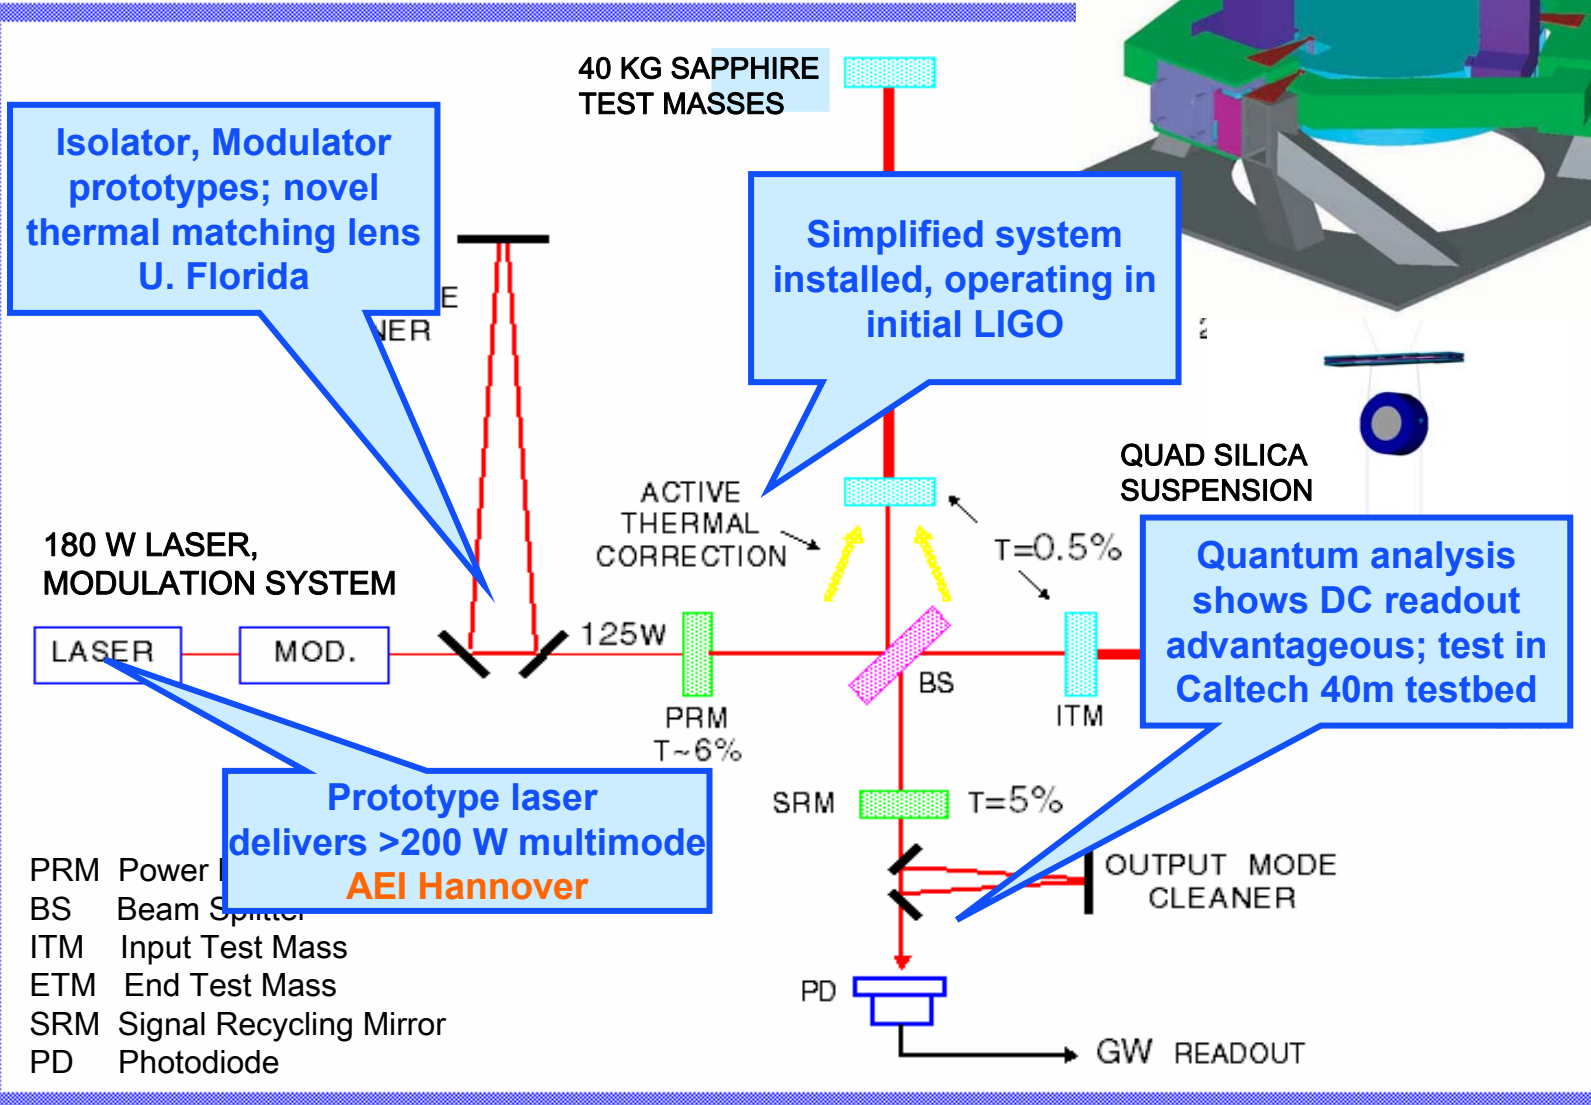 40 KG SAPPHIRE
TEST MASSES
Isolator, Modulator
prototypes; novel
thermal matching lens
U. Florida
Simplified system
installed, operating in
initial LIGO
QUAD SILICA
SUSPENSION
ACTIVE
THERMAL
CORRECTION
T=0.5%
180 W LASER,
MODULATION SYSTEM
Quantum analysis
shows DC readout
advantageous; test in
Caltech 40m testbed
LASER
MOD.
125W
BS
PRM
T~6%
ITM
Prototype laser
delivers >200 W multimode
AEI Hannover
SRM
T=5%
OUTPUT MODE
CLEANER
PRM Power
BS Beam Splitter
ITM Input Test Mass
ETM End Test Mass
SRM Signal Recycling Mirror
PD Photodiode
PD
GW READOUT